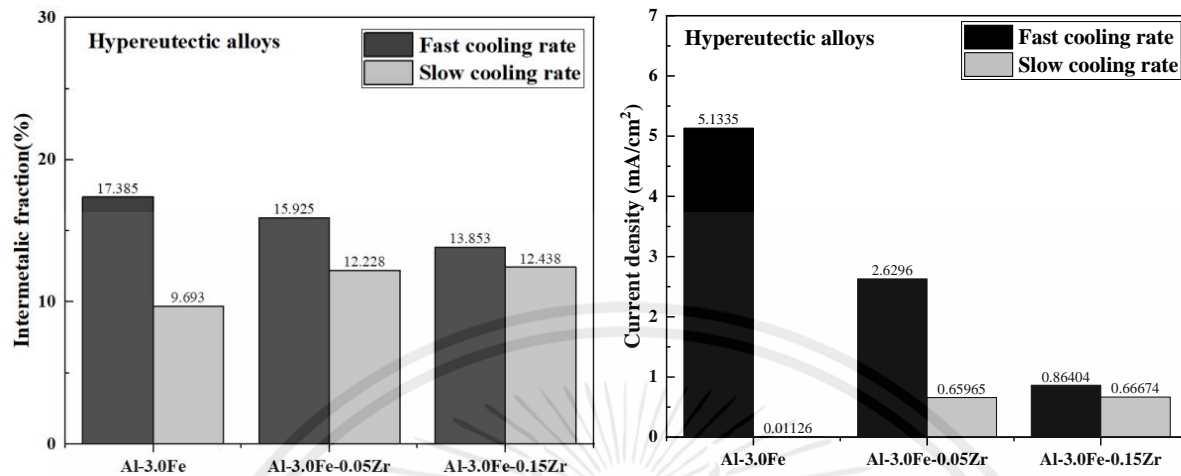 30
20
10
0
Intermetalic fraction(%)
Hypereutectic alloys
Fast cooling rate
Slow cooling rate
17.385
9.693
15.925
12.228
13.853
12.438
Al-3.0Fe
Al-3.0Fe-0.05Zr
Al-3.0Fe-0.15Zr
7
6
5
4
3
2
1
0
Current density (mA/cm²)
Hypereutectic alloys
Fast cooling rate
Slow cooling rate
5.1335
0.01126
2.6296
0.65965
0.86404
0.66674
Al-3.0Fe
Al-3.0Fe-0.05Zr
Al-3.0Fe-0.15Zr